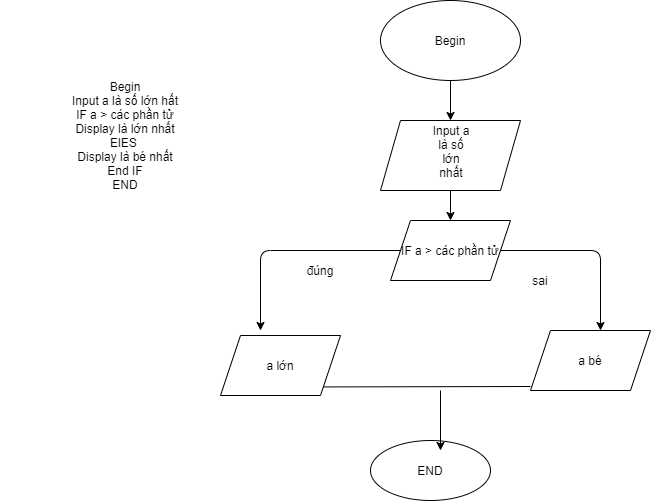 Begin
Begin
Input a là số lớn hất
IF a > các phần tử
Display là lớn nhất
EIES
Display là bé nhất
End IF
END
Input a
là số
lớn
nhất
IF a > các phần tử
đúng
sai
a lớn
a bé
END